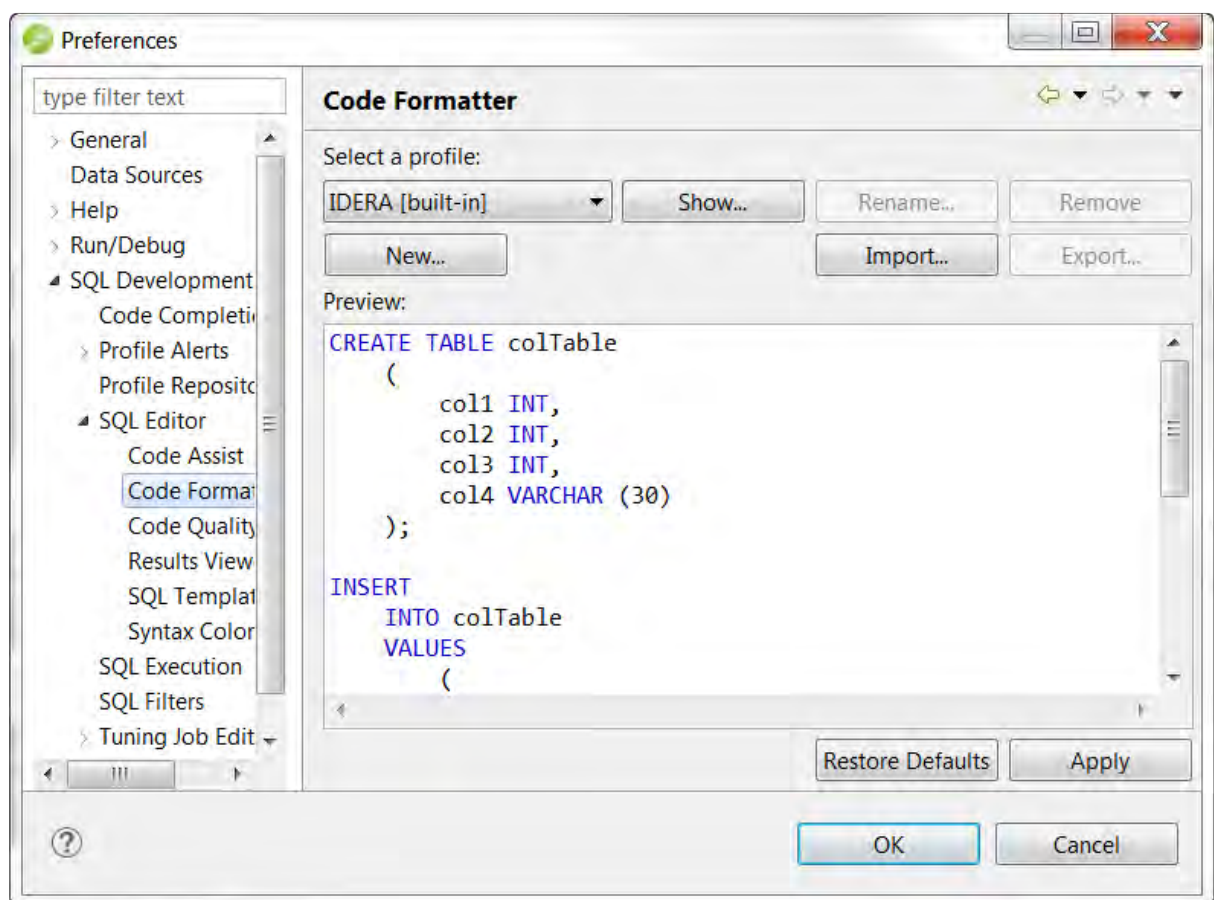 Preferences
type filter text
General
Data Sources
Help
Run/Debug
SQL Development
Code Completi
Profile Alerts
Profile Reposito
SQL Editor
Code Assist
Code Format
Code Quality
Results View
SQL Templat
Syntax Color
SQL Execution
SQL Filters
Tuning Job Edit
Code Formatter
Select a profile:
IDERA [built-in] Show... Rename... Remove
New... Import... Export...
Preview:
CREATE TABLE colTable
(
col1 INT,
col2 INT,
col3 INT,
col4 VARCHAR (30)
);
INSERT
INTO colTable
VALUES
(
Restore Defaults Apply
OK Cancel